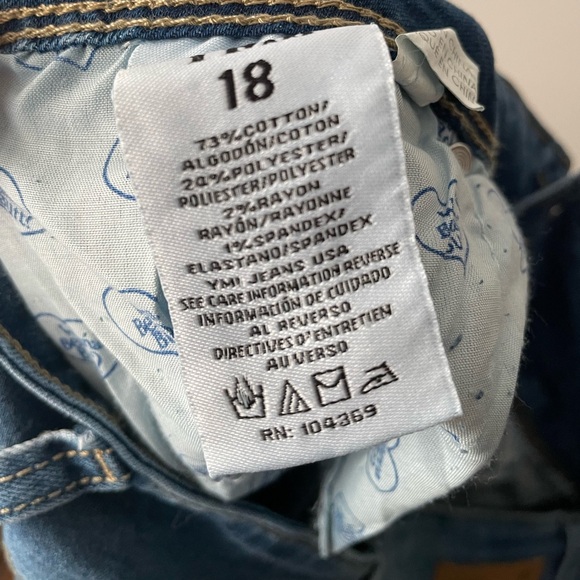 18
73%COTTON/
ALGODÓN/COTON
24%POLYESTER/
POLIESTER/POLYESTER
2%RAYON
RAYÓN/RAYONNE
1%SPANDEX/
ELASTANO/SPANDEX
YMI JEANS USA
SEE CARE INFORMATION REVERSE
INFORMACIÓN DE CUIDADO
AL REVERSO
DIRECTIVES D'ENTRETIEN
AU VERSO
RN: 104369